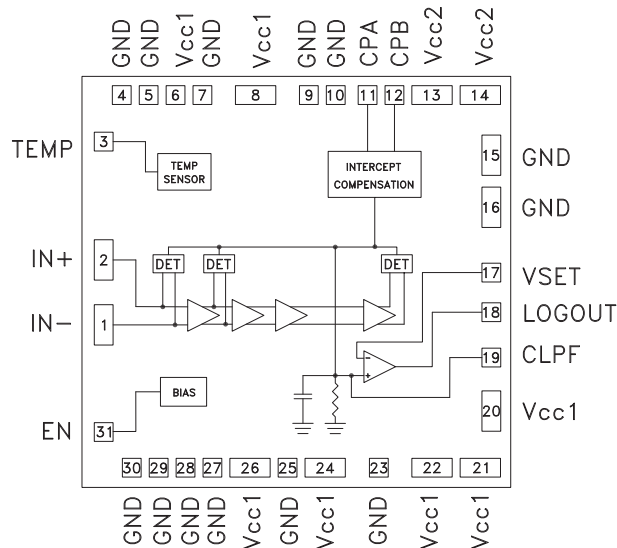 GND
GND
Vcc1
GND
Vcc1
GND
GND
CPA
CPB
Vcc2
Vcc2
4
5
6
7
8
9
10
11
12
13
14
TEMP
3
TEMP
SENSOR
INTERCEPT
COMPENSATION
15
GND
16
GND
IN+
2
DET
DET
DET
17
VSET
IN-
1
18
LOGOUT
-
+
19
CLPF
BIAS
20
Vcc1
EN
31
30
29
28
27
26
25
24
23
22
21
GND
GND
GND
GND
Vcc1
GND
Vcc1
GND
Vcc1
Vcc1